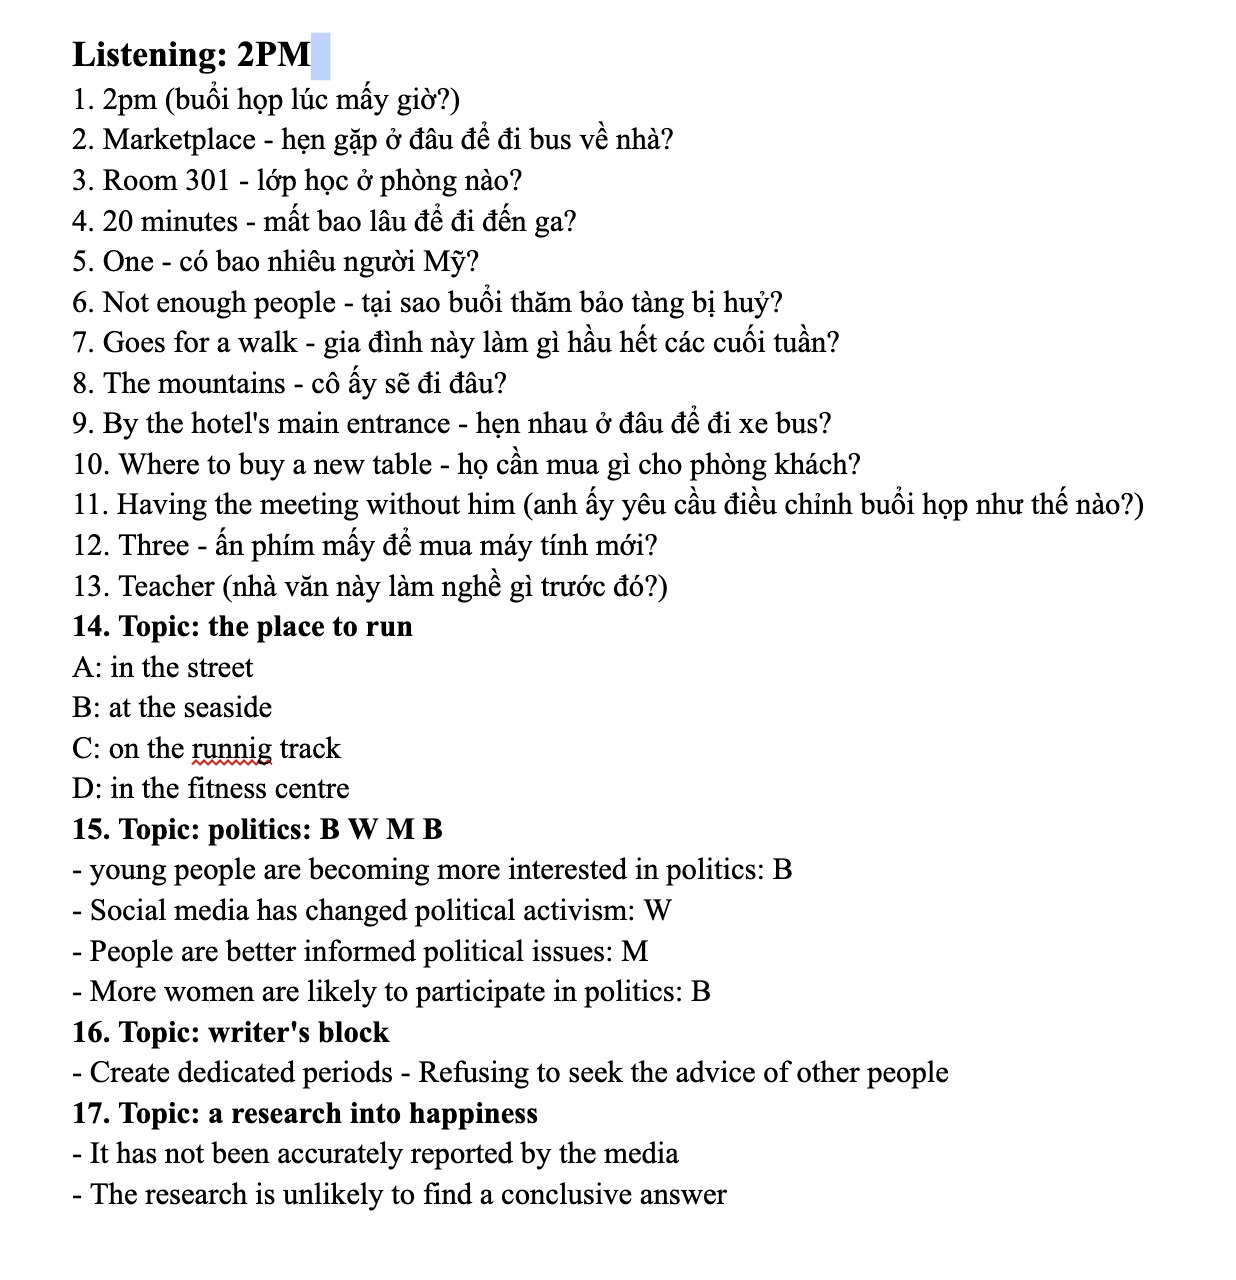 Listening: 2PM
1. 2pm (buổi họp lúc mấy giờ?)
2. Marketplace - hẹn gặp ở đâu để đi bus về nhà?
3. Room 301 - lớp học ở phòng nào?
4. 20 minutes - mất bao lâu để đi đến ga?
5. One - có bao nhiêu người Mỹ?
6. Not enough people - tại sao buổi thăm bảo tàng bị huỷ?
7. Goes for a walk - gia đình này làm gì hầu hết các cuối tuần?
8. The mountains - cô ấy sẽ đi đâu?
9. By the hotel's main entrance - hẹn nhau ở đâu để đi xe bus?
10. Where to buy a new table - họ cần mua gì cho phòng khách?
11. Having the meeting without him (anh ấy yêu cầu điều chỉnh buổi họp như thế nào?)
12. Three - ấn phím mấy để mua máy tính mới?
13. Teacher (nhà văn này làm nghề gì trước đó?)
14. Topic: the place to run
A: in the street
B: at the seaside
C: on the runnig track
D: in the fitness centre
15. Topic: politics: B W M B
- young people are becoming more interested in politics: B
- Social media has changed political activism: W
- People are better informed political issues: M
- More women are likely to participate in politics: B
16. Topic: writer's block
- Create dedicated periods - Refusing to seek the advice of other people
17. Topic: a research into happiness
- It has not been accurately reported by the media
- The research is unlikely to find a conclusive answer